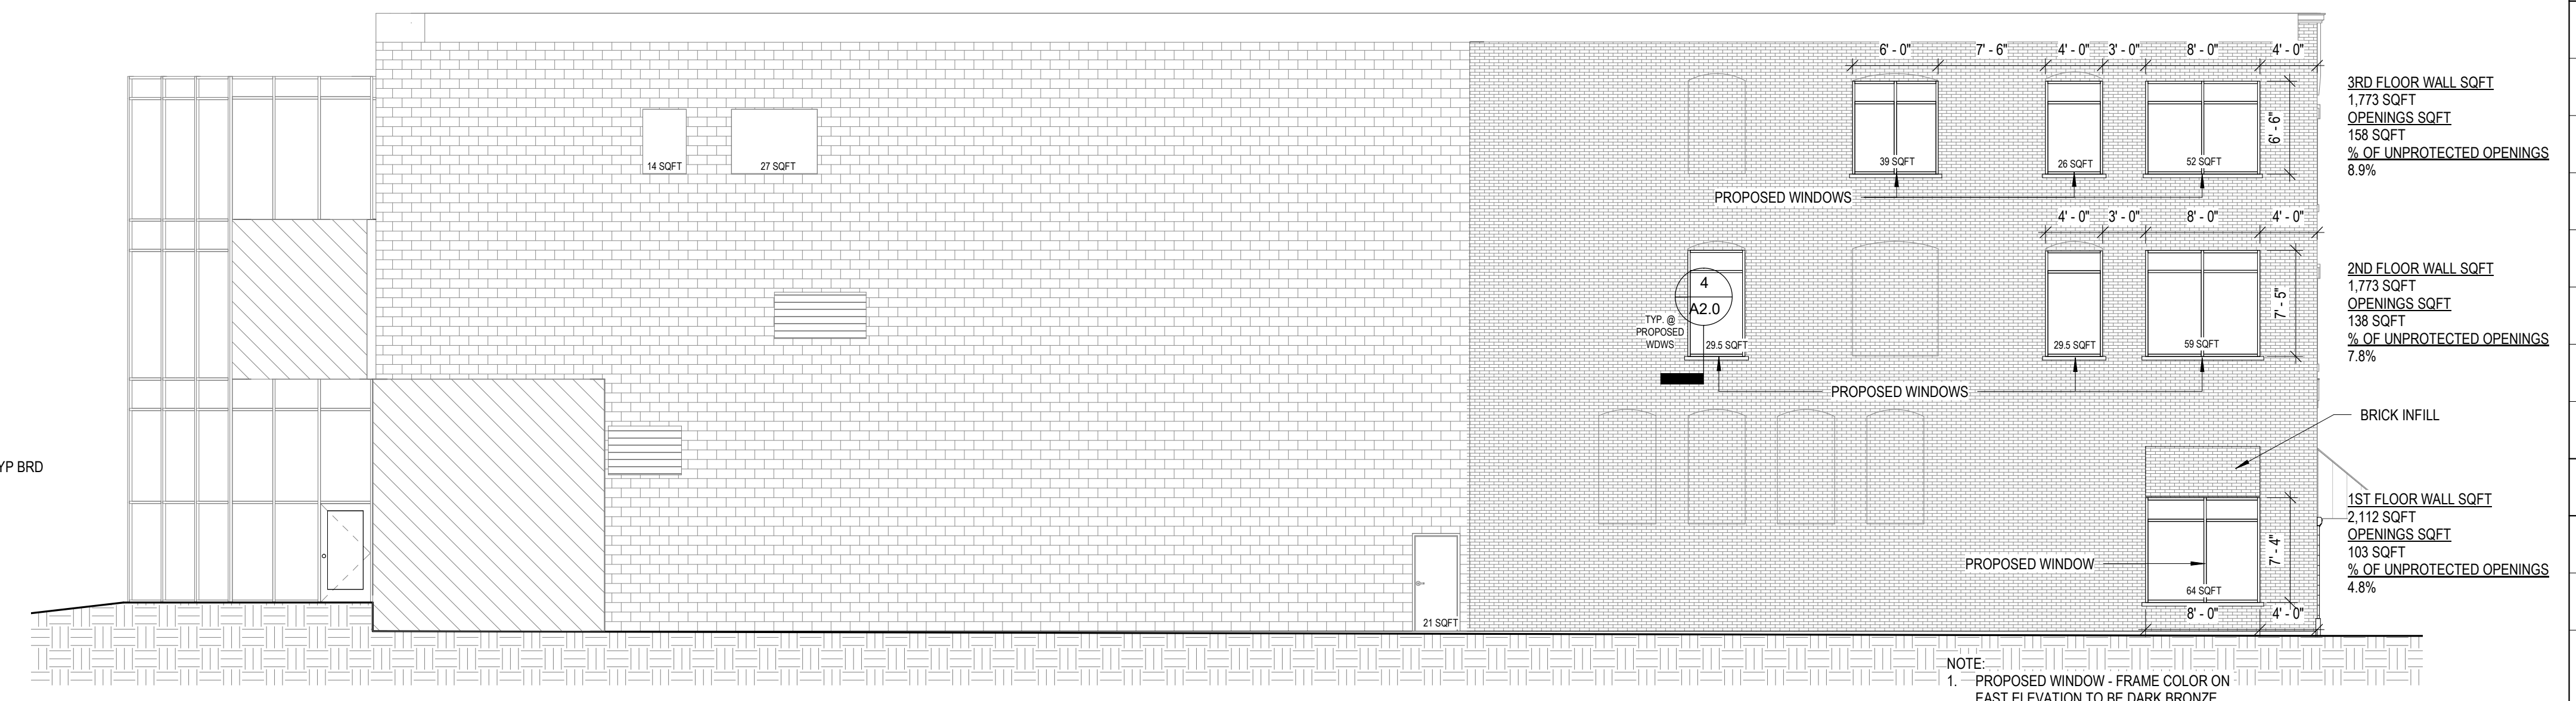 6' - 0" 7' - 6" 4' - 0" 3' - 0" 8' - 0" 4' - 0"
3RD FLOOR WALL SQFT
1,773 SQFT
OPENINGS SQFT
158 SQFT
% OF UNPROTECTED OPENINGS
8.9%
6' - 6"
14 SQFT 27 SQFT 39 SQFT 26 SQFT 52 SQFT
PROPOSED WINDOWS
4' - 0" 3' - 0" 8' - 0" 4' - 0"
2ND FLOOR WALL SQFT
1,773 SQFT
OPENINGS SQFT
138 SQFT
% OF UNPROTECTED OPENINGS
7.8%
7' - 5"
4
A2.0
TYP. @
PROPOSED
WDWS
29.5 SQFT 29.5 SQFT 59 SQFT
PROPOSED WINDOWS
BRICK INFILL
YP BRD
1ST FLOOR WALL SQFT
2,112 SQFT
OPENINGS SQFT
103 SQFT
% OF UNPROTECTED OPENINGS
4.8%
7' - 4"
PROPOSED WINDOW
64 SQFT
8' - 0" 4' - 0"
21 SQFT
NOTE:
1. PROPOSED WINDOW - FRAME COLOR ON
EAST ELEVATION TO BE DARK BRONZE